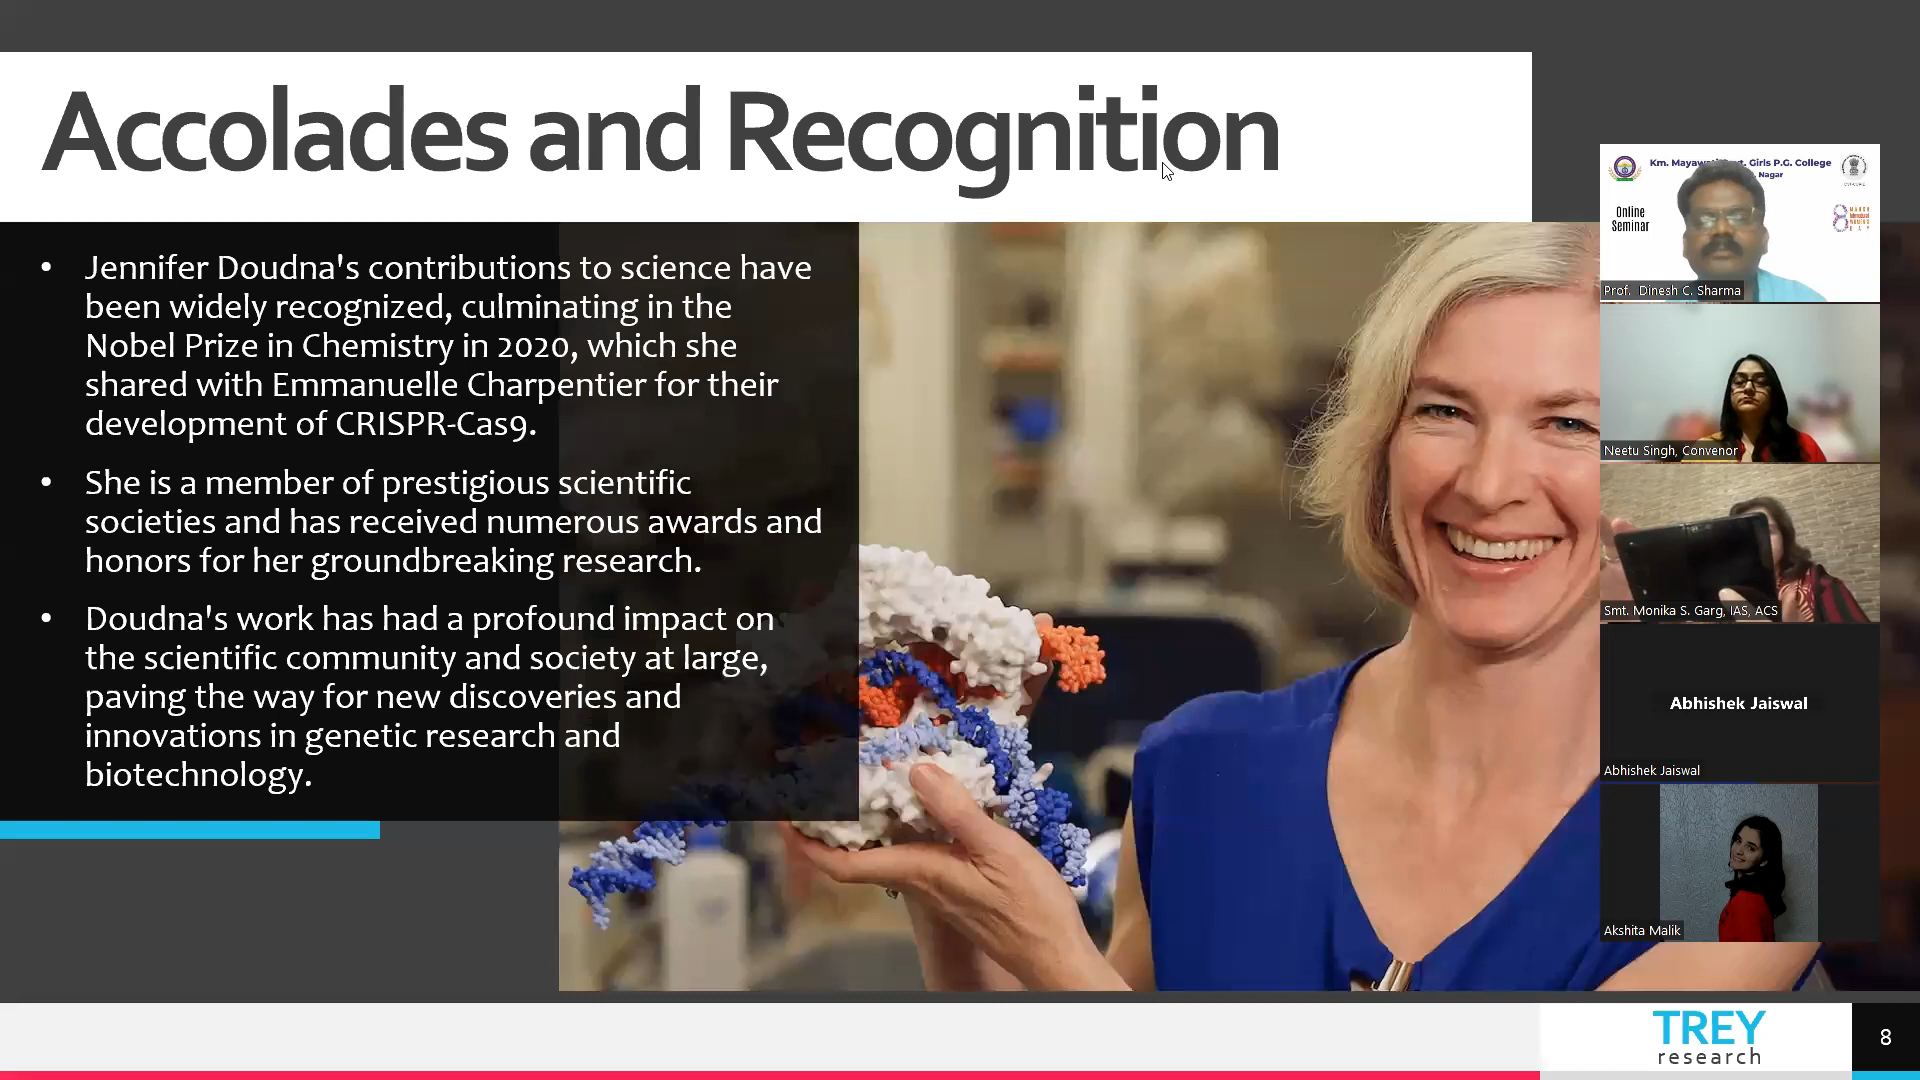 Accolades and Recognition
• Jennifer Doudna's contributions to science have
been widely recognized, culminating in the
Nobel Prize in Chemistry in 2020, which she
shared with Emmanuelle Charpentier for their
development of CRISPR-Cas9.
• She is a member of prestigious scientific
societies and has received numerous awards and
honors for her groundbreaking research.
• Doudna's work has had a profound impact on
the scientific community and society at large,
paving the way for new discoveries and
innovations in genetic research and
biotechnology.
Km. Girls P.G. College
Nagar
Online
Seminar
8
Prof. Dinesh C. Sharma
Neetu Singh, Convenor
Smt. Monika S. Garg, IAS, ACS
Abhishek Jaiswal
Abhishek Jaiswal
Akshita Malik
TREY
research
8